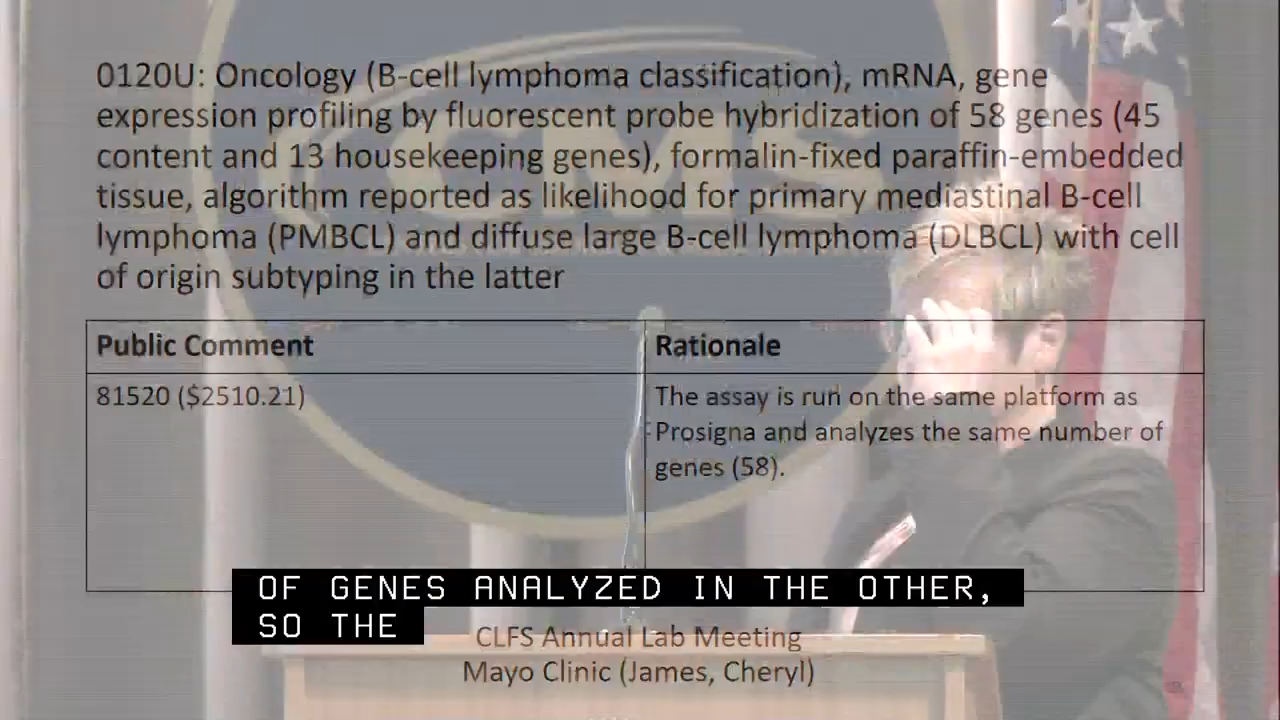 0120U: Oncology (B-cell lymphoma classification), mRNA, gene
expression profiling by fluorescent probe hybridization of 58 genes (45
content and 13 housekeeping genes), formalin-fixed paraffin-embedded
tissue, algorithm reported as likelihood for primary mediastinal B-cell
lymphoma (PMBCL) and diffuse large B-cell lymphoma (DLBCL) with cell
of origin subtyping in the latter
Public Comment
Rationale
81520 ($2510.21)
The assay is run on the same platform as
Prosigna and analyzes the same number of
genes (58).
CMS
OF GENES ANALYZED IN THE OTHER,
SO THE
CLFS Annual Lab Meeting
Mayo Clinic (James, Cheryl)